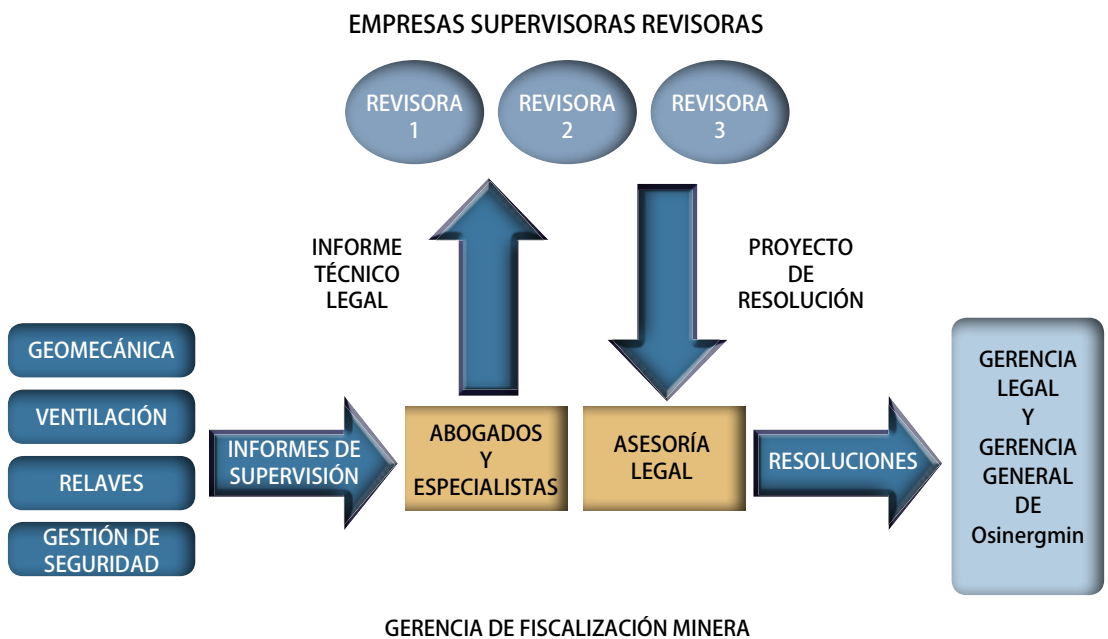 EMPRESAS SUPERVISORAS REVISORAS
REVISORA
1
REVISORA
2
REVISORA
3
INFORME
TÉCNICO
LEGAL
PROYECTO
DE
RESOLUCIÓN
GEOMECÁNICA
VENTILACIÓN
RELAVES
GESTIÓN DE
SEGURIDAD
INFORMES DE
SUPERVISIÓN
ABOGADOS
Y
ESPECIALISTAS
ASESORÍA
LEGAL
RESOLUCIONES
GERENCIA
LEGAL
Y
GERENCIA
GENERAL
DE
Osinergmin
GERENCIA DE FISCALIZACIÓN MINERA